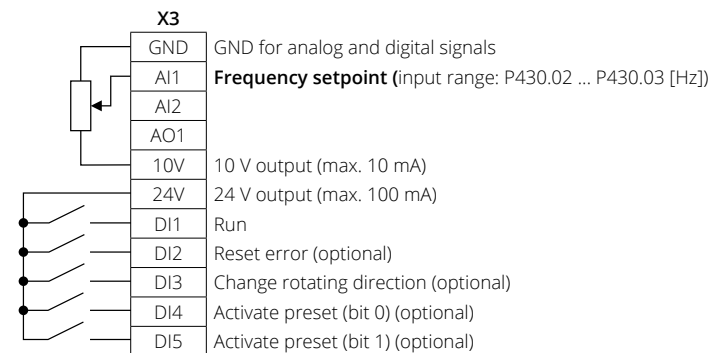 X3
GND GND for analog and digital signals
AI1 Frequency setpoint (input range: P430.02 ... P430.03 [Hz])
AI2
AO1
10V 10 V output (max. 10 mA)
24V 24 V output (max. 100 mA)
DI1 Run
DI2 Reset error (optional)
DI3 Change rotating direction (optional)
DI4 Activate preset (bit 0) (optional)
DI5 Activate preset (bit 1) (optional)